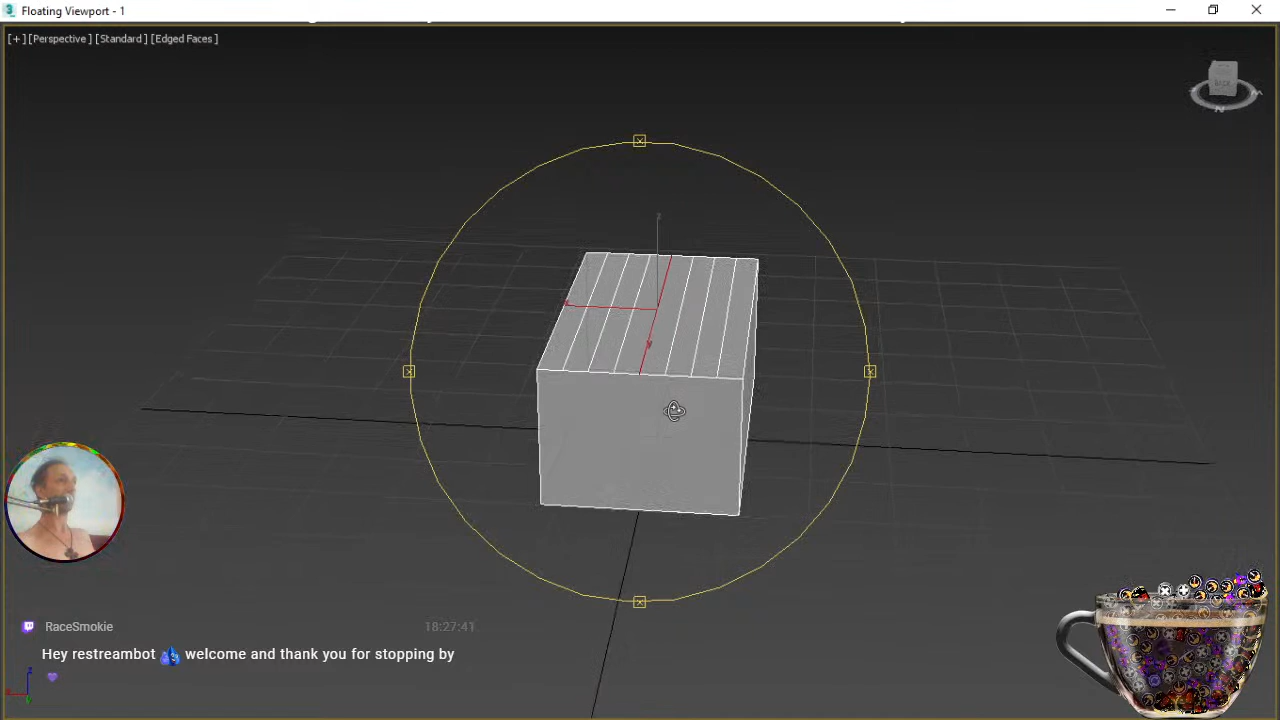 Floating Viewport - 1
[+] [Perspective] [Standard] [Edged Faces]
RaceSmokie
18:27:41
Hey restreambot welcome and thank you for stopping by